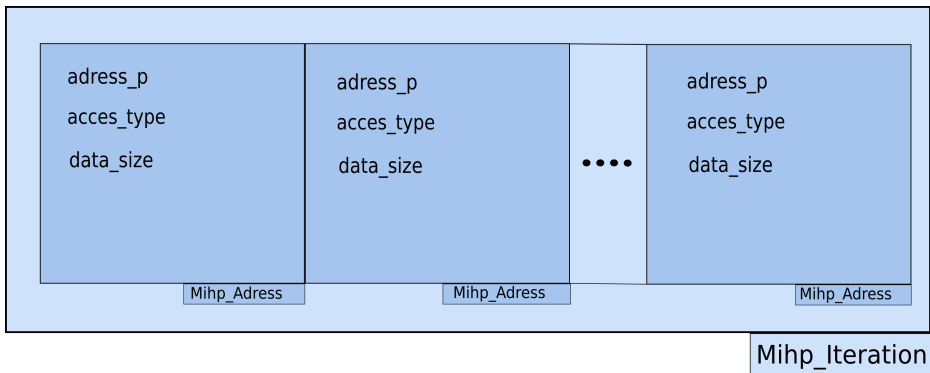 adress_p
acces_type
data_size
Mihp_Adress
adress_p
acces_type
data_size
Mihp_Adress
adress_p
acces_type
data_size
Mihp_Adress
Mihp_Iteration